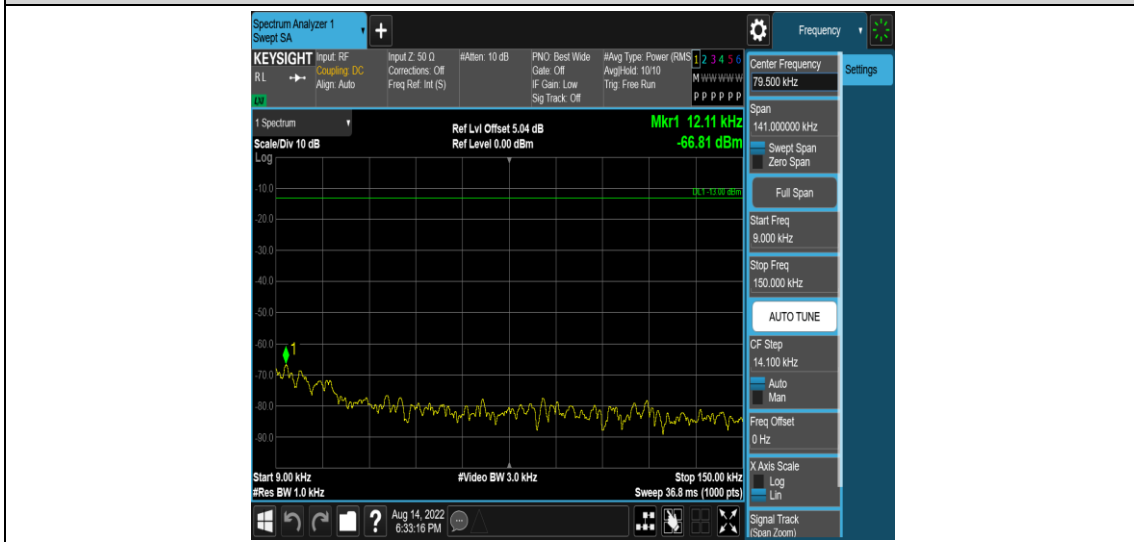 Spectrum Analyzer 1
Swept SA
Frequency
KEYSIGHT
RL
Input: RF
Coupling: DC
Align: Auto
Input Z: 50 Ω
Corrections: Off
Freq Ref: Int (S)
#Atten: 10 dB
PNO: Best Wide
Gate: Off
IF Gain: Low
Sig Track: Off
#Avg Type: Power (RMS
Avg|Hold: 10/10
Trig: Free Run
1 2 3 4 5 6
M W W W W W
P P P P P P
1 Spectrum
Scale/Div 10 dB
Log
Ref Lvl Offset 5.04 dB
Ref Level 0.00 dBm
Mkr1 12.11 kHz
-66.81 dBm
DL1 -13.00 dBm
-10.0
-20.0
-30.0
-40.0
-50.0
-60.0
-70.0
-80.0
-90.0
1
Start 9.00 kHz
#Res BW 1.0 kHz
#Video BW 3.0 kHz
Stop 150.00 kHz
Sweep 36.8 ms (1000 pts)
Center Frequency
79.500 kHz
Settings
Span
141.000000 kHz
Swept Span
Zero Span
Full Span
Start Freq
9.000 kHz
Stop Freq
150.000 kHz
AUTO TUNE
CF Step
14.100 kHz
Auto
Man
Freq Offset
0 Hz
X Axis Scale
Log
Lin
Signal Track
(Span Zoom)
?
Aug 14, 2022
6:33:16 PM